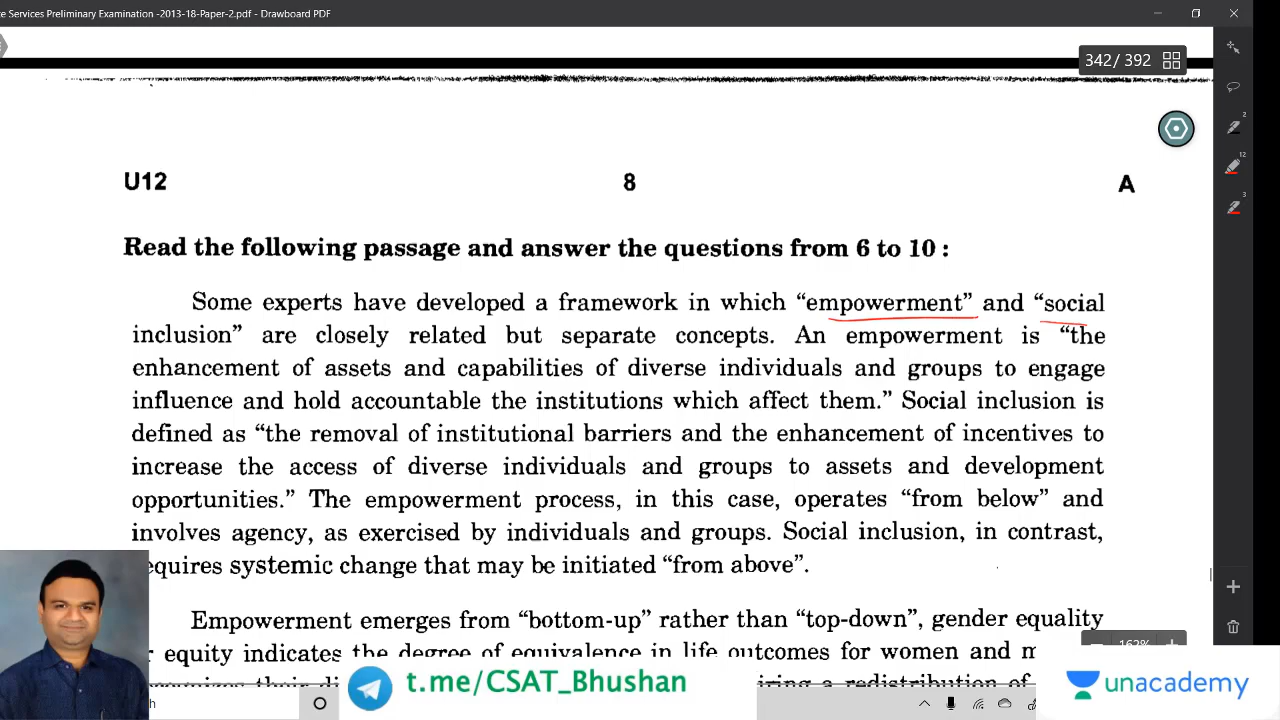 ce Services Preliminary Examination -2013-18-Paper-2.pdf - Drawboard PDF
342 / 392
2
12
3
U12 8 A
Read the following passage and answer the questions from 6 to 10 :
Some experts have developed a framework in which “empowerment” and “social
inclusion” are closely related but separate concepts. An empowerment is “the
enhancement of assets and capabilities of diverse individuals and groups to engage
influence and hold accountable the institutions which affect them.” Social inclusion is
defined as “the removal of institutional barriers and the enhancement of incentives to
increase the access of diverse individuals and groups to assets and development
opportunities.” The empowerment process, in this case, operates “from below” and
involves agency, as exercised by individuals and groups. Social inclusion, in contrast,
equires systemic change that may be initiated “from above”.
Empowerment emerges from “bottom-up” rather than “top-down”, gender equality
r equity indicates the degree of equivalence in life outcomes for women and m
162%
iring a redistribution of
t.me/CSAT_Bhushan
unacademy
h